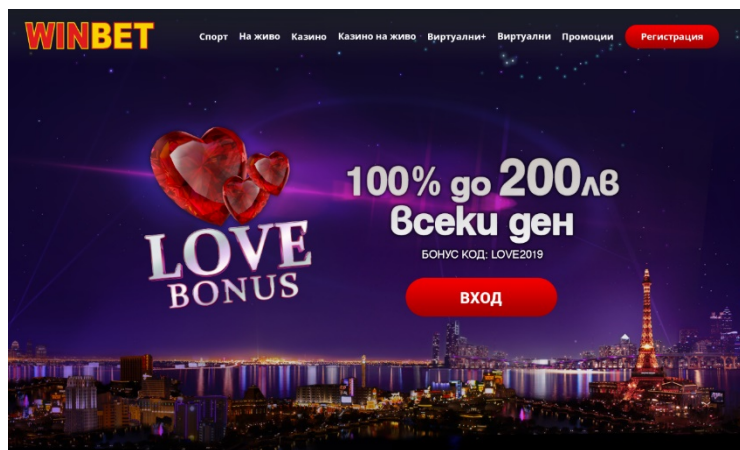 WINBET
Спорт На живо Казино Казино на живо Виртуални+ Виртуални Промоции Регистрация
LOVE
BONUS
100% до 200лв
всеки ден
БОНУС КОД: LOVE2019
ВХОД